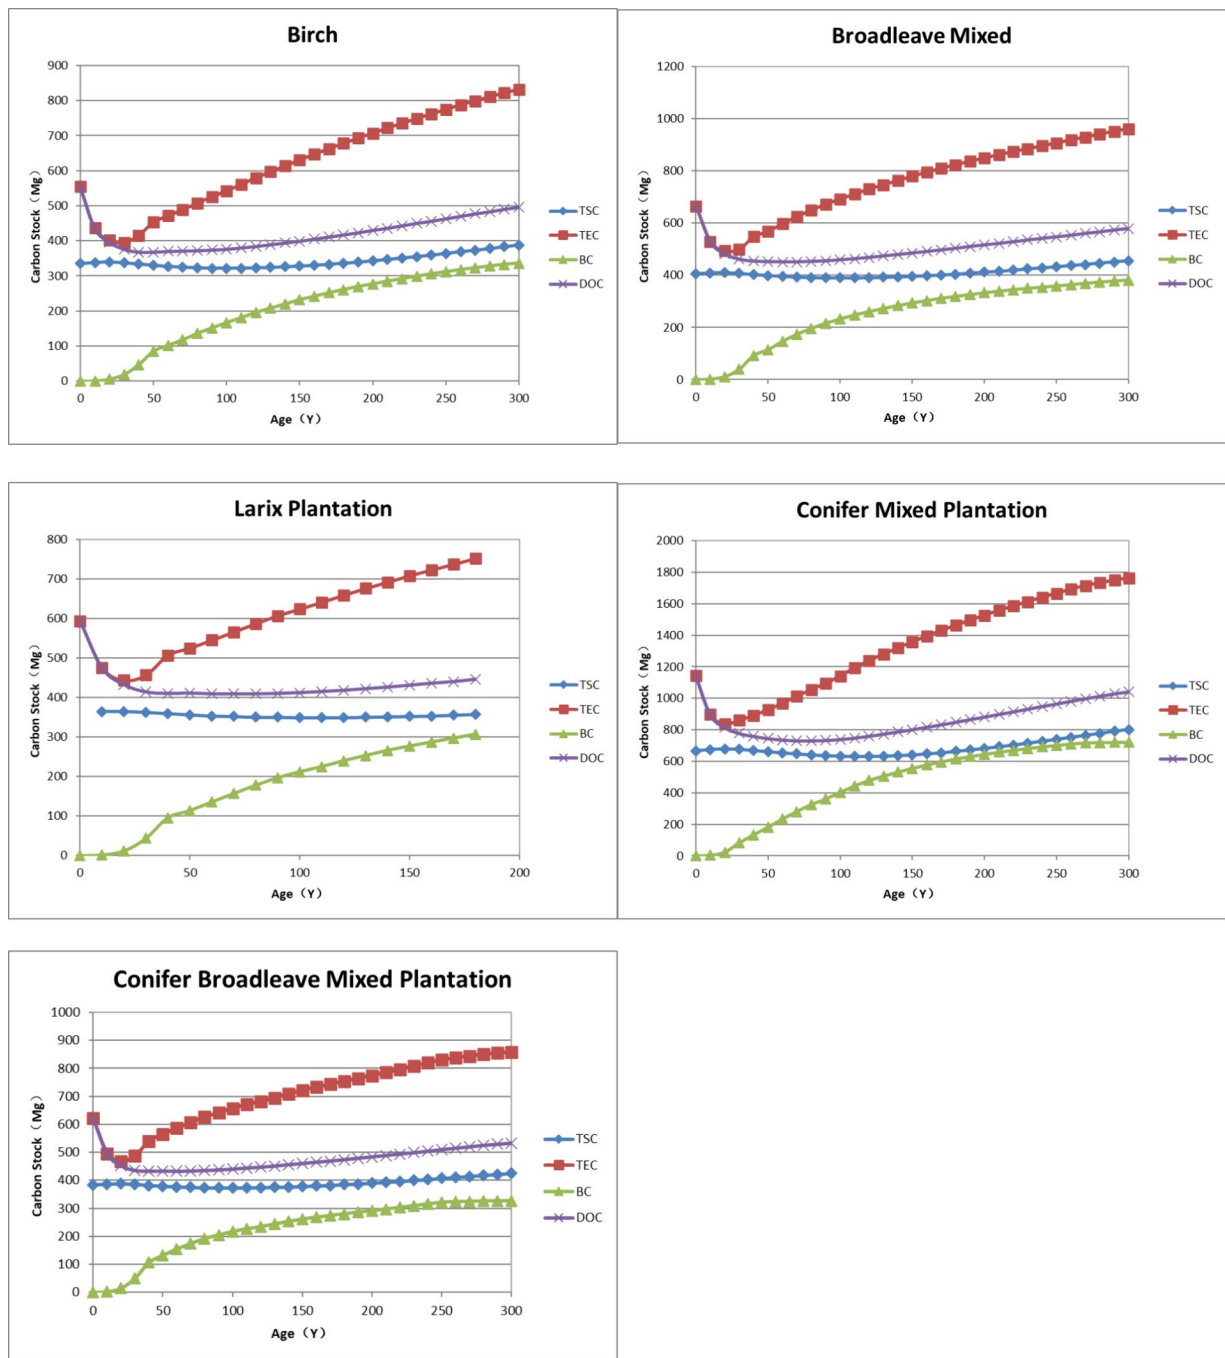 Birch
Carbon Stock（Mg）
900
800
700
600
500
400
300
200
100
0
0 50 100 150 200 250 300
Age（Y）
TSC
TEC
BC
DOC
Broadleave Mixed
Carbon Stock（Mg）
1200
1000
800
600
400
200
0
0 50 100 150 200 250 300
Age（Y）
TSC
TEC
BC
DOC
Larix Plantation
Carbon Stock（Mg）
800
700
600
500
400
300
200
100
0
0 50 100 150 200
Age（Y）
TSC
TEC
BC
DOC
Conifer Mixed Plantation
Carbon Stock（Mg）
2000
1800
1600
1400
1200
1000
800
600
400
200
0
0 50 100 150 200 250 300
Age（Y）
TSC
TEC
BC
DOC
Conifer Broadleave Mixed Plantation
Carbon Stock（Mg）
1000
900
800
700
600
500
400
300
200
100
0
0 50 100 150 200 250 300
Age（Y）
TSC
TEC
BC
DOC